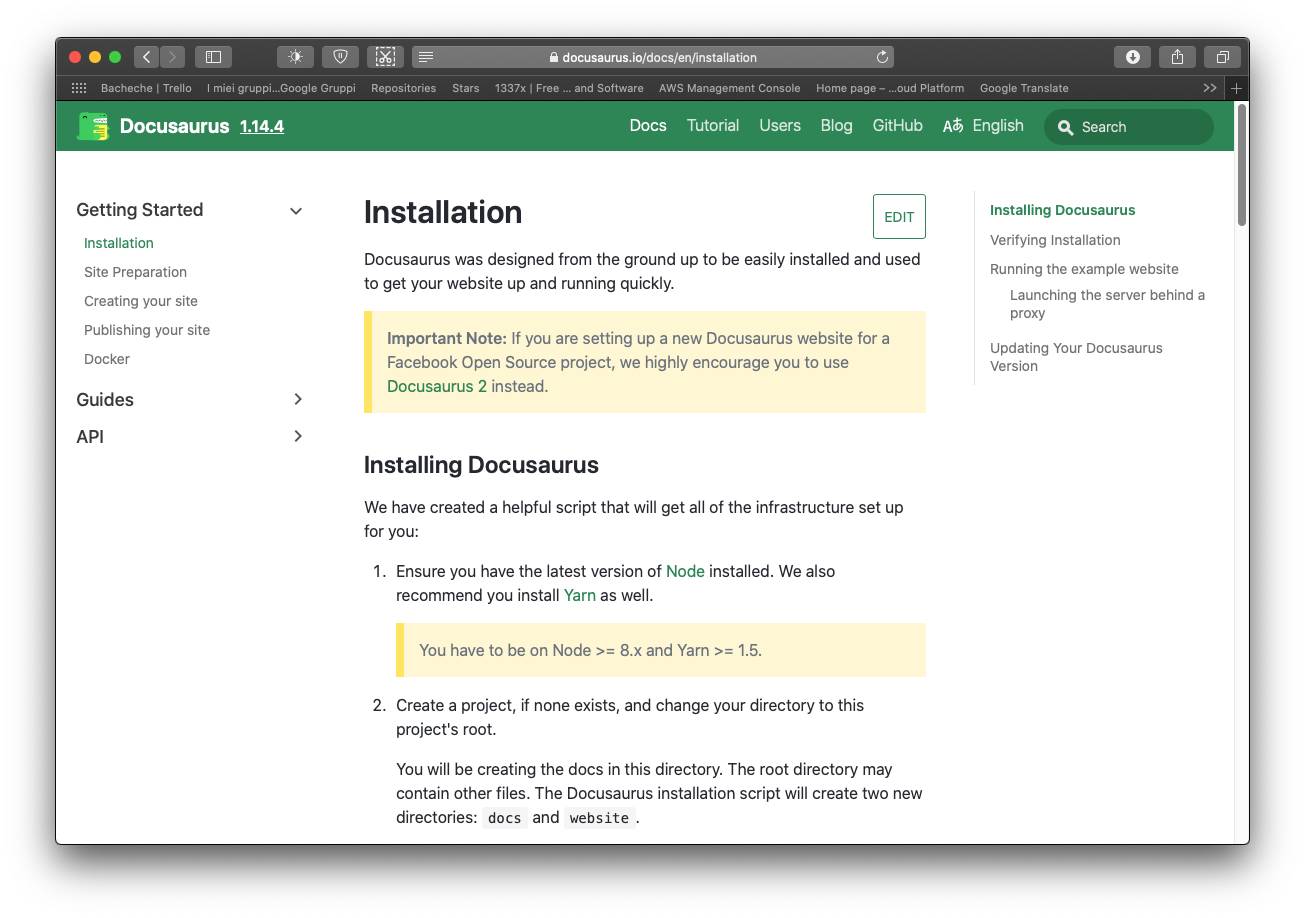 docusaurus.io/docs/en/installation
Bacheche | Trello I miei gruppi...Google Gruppi Repositories Stars 1337x | Free ... and Software AWS Management Console Home page – ...oud Platform Google Translate
Docusaurus 1.14.4 Docs Tutorial Users Blog GitHub Aあ English Search
Getting Started
Installation
Site Preparation
Creating your site
Publishing your site
Docker
Guides
API
Installation
EDIT
Docusaurus was designed from the ground up to be easily installed and used
to get your website up and running quickly.
Important Note: If you are setting up a new Docusaurus website for a
Facebook Open Source project, we highly encourage you to use
Docusaurus 2 instead.
Installing Docusaurus
We have created a helpful script that will get all of the infrastructure set up
for you:
1. Ensure you have the latest version of Node installed. We also
recommend you install Yarn as well.
You have to be on Node >= 8.x and Yarn >= 1.5.
2. Create a project, if none exists, and change your directory to this
project's root.
You will be creating the docs in this directory. The root directory may
contain other files. The Docusaurus installation script will create two new
directories: docs and website.
Installing Docusaurus
Verifying Installation
Running the example website
Launching the server behind a
proxy
Updating Your Docusaurus
Version